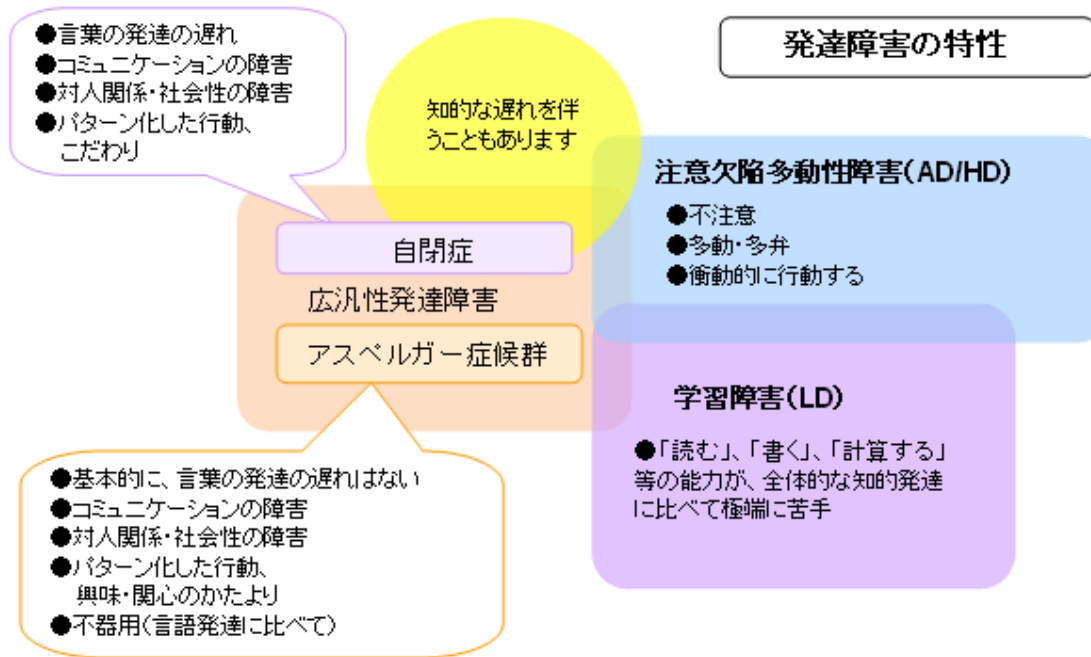 発達障害の特性
●言葉の発達の遅れ
●コミュニケーションの障害
●対人関係・社会性の障害
●パターン化した行動、
こだわり
知的な遅れを伴
うこともあります
注意欠陥多動性障害(AD/HD)
●不注意
●多動・多弁
●衝動的に行動する
自閉症
広汎性発達障害
アスペルガー症候群
学習障害(LD)
●「読む」、「書く」、「計算する」
等の能力が、全体的な知的発達
に比べて極端に苦手
●基本的に、言葉の発達の遅れはない
●コミュニケーションの障害
●対人関係・社会性の障害
●パターン化した行動、
興味・関心のかたより
●不器用(言語発達に比べて)